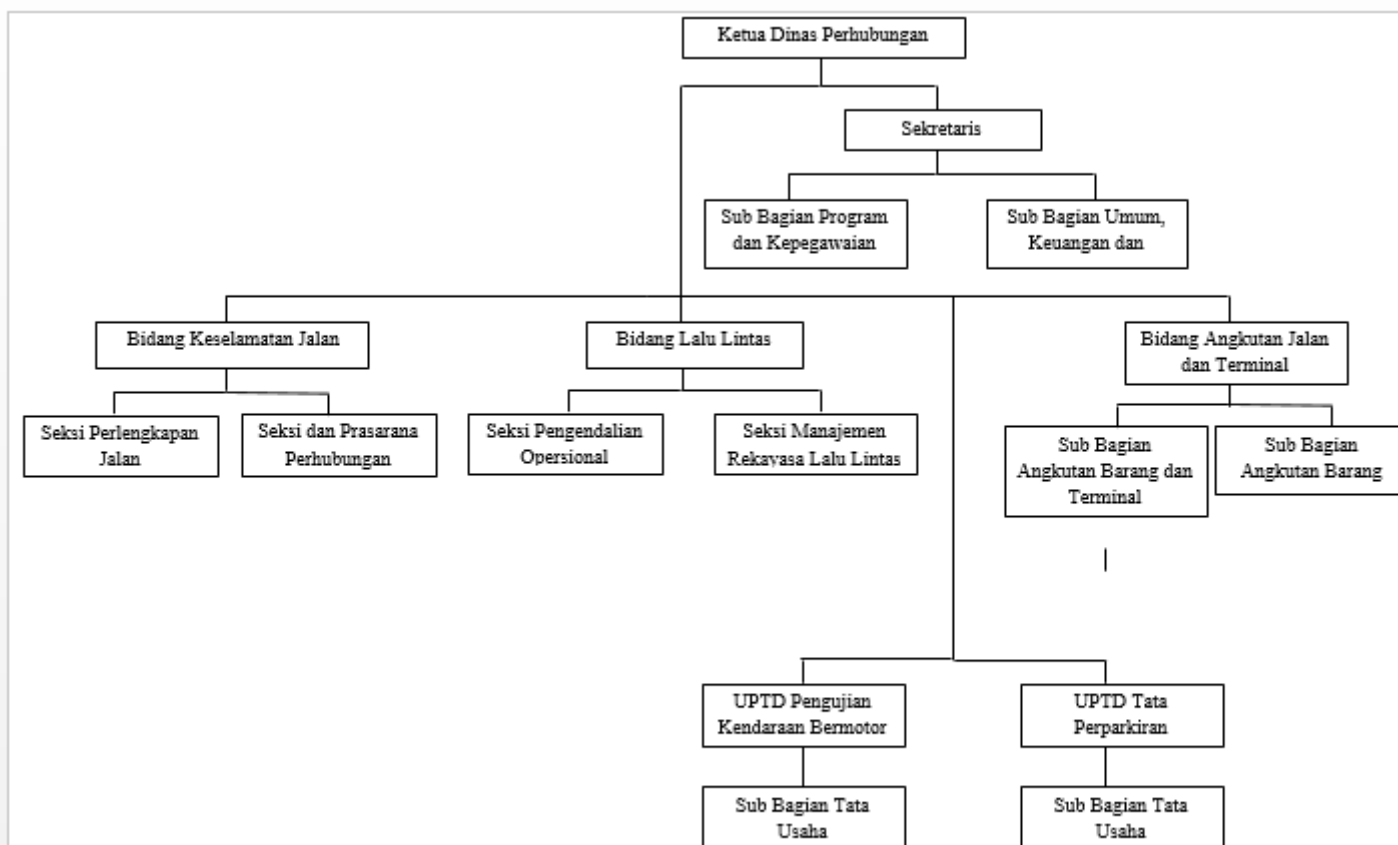 Ketua Dinas Perhubungan
Sekretaris
Sub Bagian Program
dan Kepegawaian
Sub Bagian Umum,
Keuangan dan
Bidang Keselamatan Jalan
Bidang Lalu Lintas
Bidang Angkutan Jalan
dan Terminal
Seksi Perlengkapan
Jalan
Seksi dan Prasarana
Perhubungan
Seksi Pengendalian
Opersional
Seksi Manajemen
Rekayasa Lalu Lintas
Sub Bagian
Angkutan Barang dan
Terminal
Sub Bagian
Angkutan Barang
UPTD Pengujian
Kendaraan Bermotor
UPTD Tata
Perparkiran
Sub Bagian Tata
Usaha
Sub Bagian Tata
Usaha